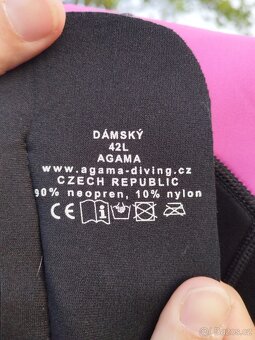 DÁMSKÝ
42L
AGAMA
www.agama-diving.cz
CZECH REPUBLIC
90% neopren, 10% nylon
CE